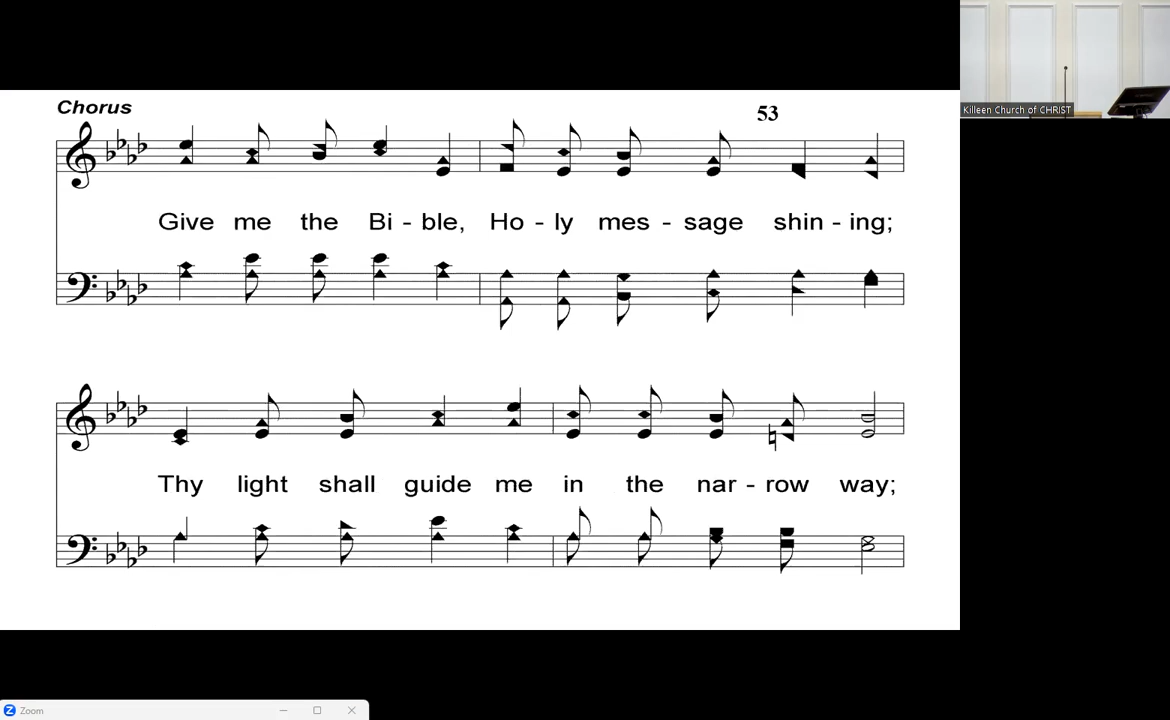 Chorus
53
Killeen Church of CHRIST
Give me the Bi - ble, Ho - ly mes - sage shin - ing;
Thy light shall guide me in the nar - row way;
Zoom